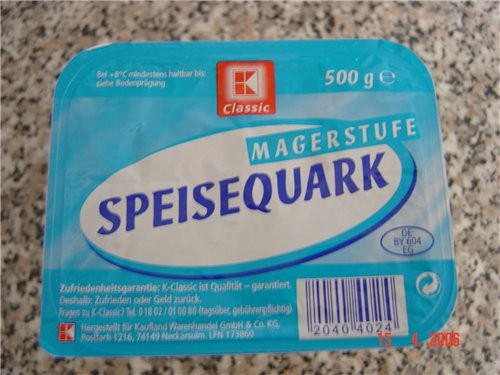 Bei +8°C mindestens haltbar bis:
siehe Bodenprägung
K
Classic
500 g e
MAGERSTUFE
SPEISEQUARK
DE
BY 604
EG
Zufriedenheitsgarantie: K-Classic ist Qualität – garantiert.
Deshalb: Zufrieden oder Geld zurück.
Fragen zu K-Classic? Tel. 0 18 02 / 01 00 80 (tagsüber, gebührenpflichtig)
K Hergestellt für Kaufland Warenhandel GmbH & Co. KG,
Postfach 1216, 74149 Neckarsulm. LFN 173860
2040 4024
15 4 2006